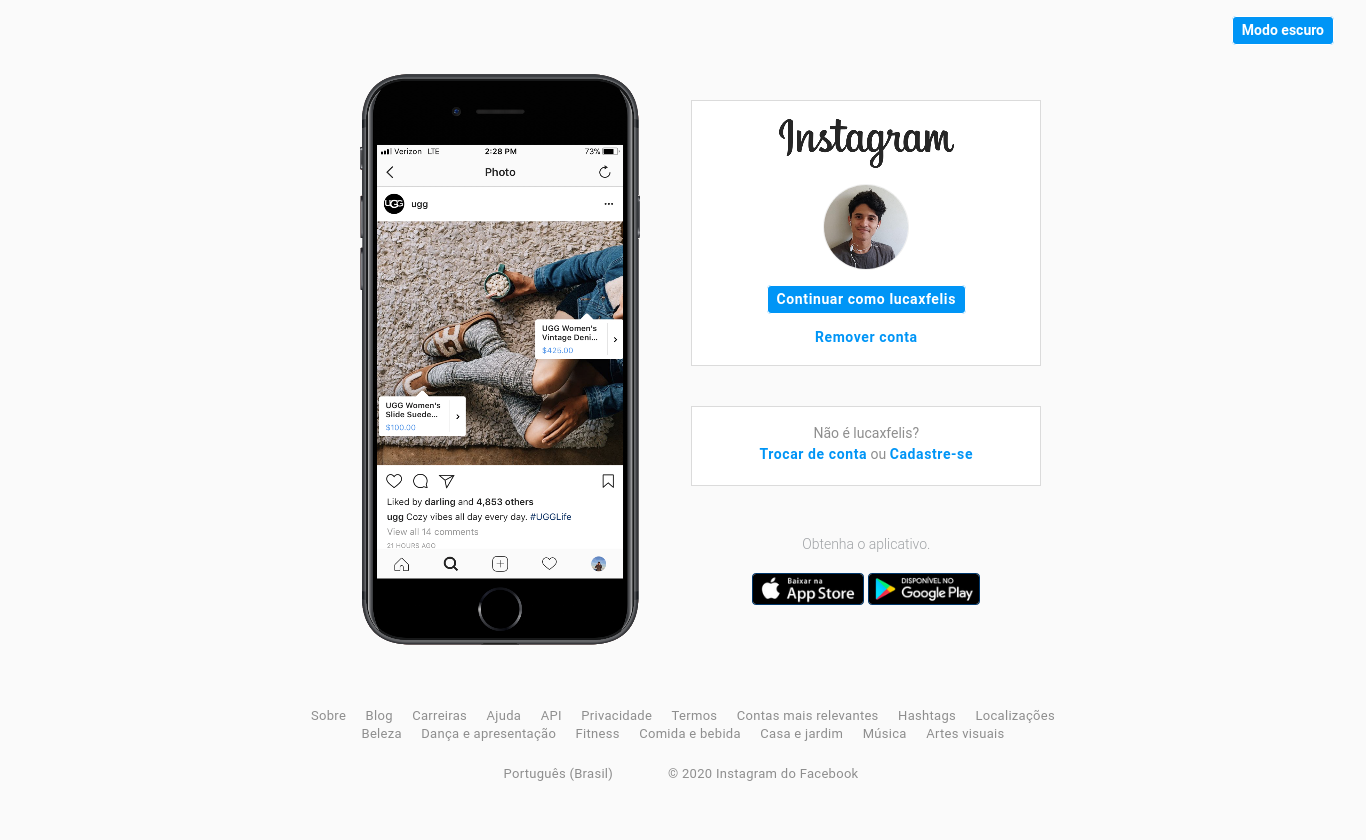 Modo escuro
Verizon LTE 2:28 PM 73%
Photo
UGG ugg
UGG Women's
Vintage Deni...
$425.00
UGG Women's
Slide Suede...
$100.00
Liked by darling and 4,853 others
ugg Cozy vibes all day every day. #UGGLife
View all 14 comments
21 HOURS AGO
Instagram
Continuar como lucaxfelis
Remover conta
Não é lucaxfelis?
Trocar de conta ou Cadastre-se
Obtenha o aplicativo.
Baixar na
App Store
DISPONÍVEL NO
Google Play
Sobre Blog Carreiras Ajuda API Privacidade Termos Contas mais relevantes Hashtags Localizações
Beleza Dança e apresentação Fitness Comida e bebida Casa e jardim Música Artes visuais
Português (Brasil) © 2020 Instagram do Facebook